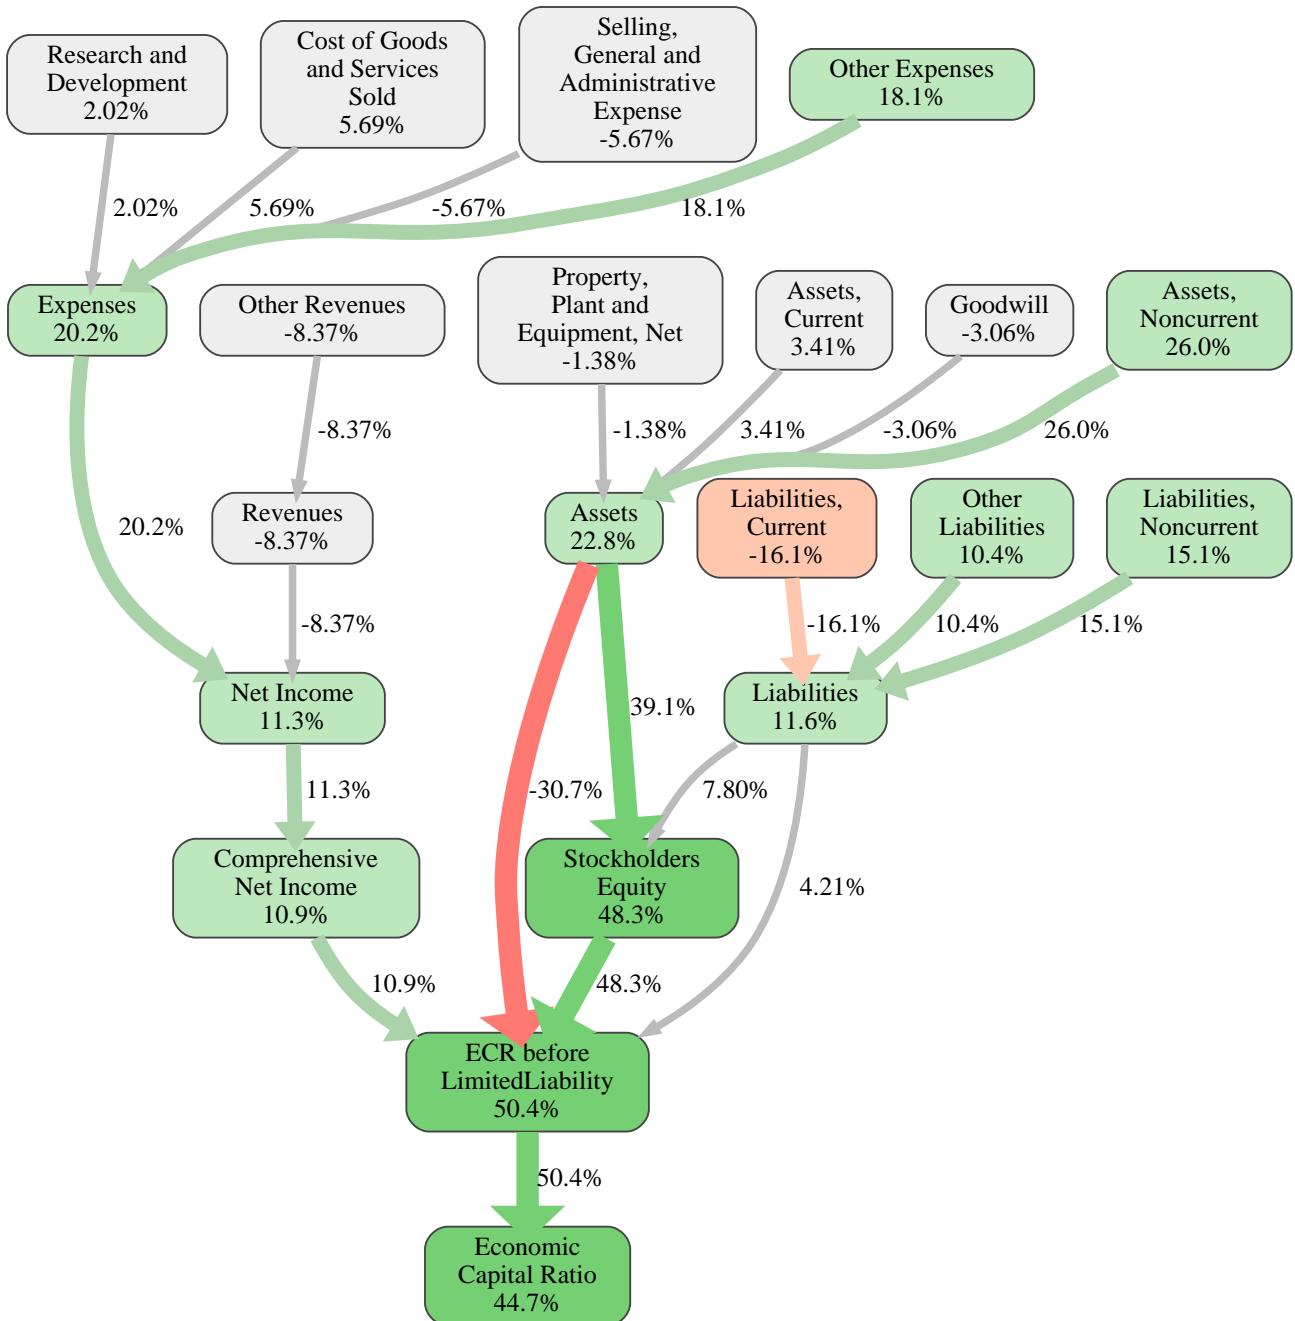 Research and
Development
2.02%
Cost of Goods
and Services
Sold
5.69%
Selling,
General and
Administrative
Expense
-5.67%
Other Expenses
18.1%
2.02%
5.69%
-5.67%
18.1%
Expenses
20.2%
Other Revenues
-8.37%
Property,
Plant and
Equipment, Net
-1.38%
Assets,
Current
3.41%
Goodwill
-3.06%
Assets,
Noncurrent
26.0%
-8.37%
-1.38%
3.41%
-3.06%
26.0%
20.2%
Revenues
-8.37%
Assets
22.8%
Liabilities,
Current
-16.1%
Other
Liabilities
10.4%
Liabilities,
Noncurrent
15.1%
-8.37%
-16.1%
10.4%
15.1%
Net Income
11.3%
39.1%
Liabilities
11.6%
11.3%
-30.7%
7.80%
Comprehensive
Net Income
10.9%
Stockholders
Equity
48.3%
4.21%
10.9%
48.3%
ECR before
LimitedLiability
50.4%
50.4%
Economic
Capital Ratio
44.7%